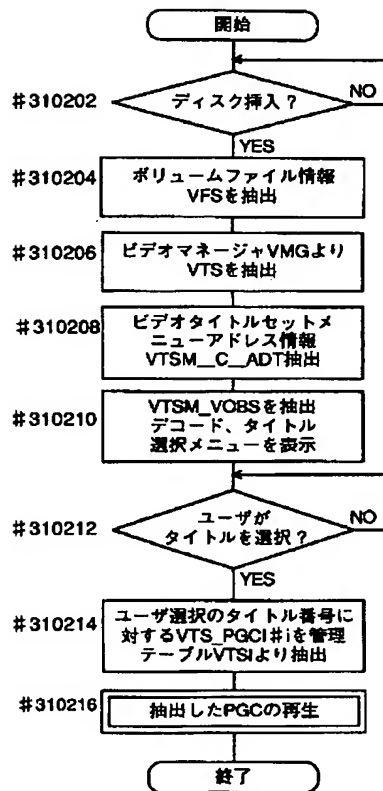 開始
#310202
ディスク挿入?
NO
YES
#310204
ボリュームファイル情報
VFSを抽出
#310206
ビデオマネージャVMGより
VTSを抽出
#310208
ビデオタイトルセットメ
ニューアドレス情報
VTSM__C__ADT抽出
#310210
VTSM_VOBSを抽出
デコード、タイトル
選択メニューを表示
#310212
ユーザが
タイトルを選択?
NO
YES
#310214
ユーザ選択のタイトル番号に
対するVTS_PGCI#iを管理
テーブルVTSIより抽出
#310216
抽出したPGCの再生
終了